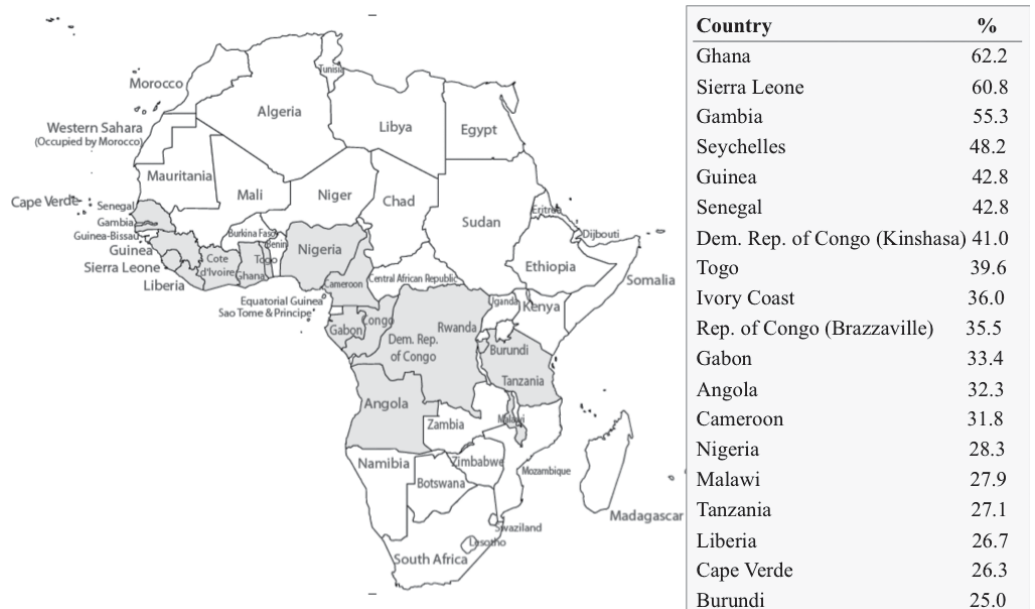 Tunisia
Morocco
Algeria
Western Sahara
(Occupied by Morocco)
Libya
Egypt
Mauritania
Mali
Niger
Chad
Sudan
Cape Verde
Senegal
Gambia
Guinea-Bissau
Guinea
Sierra Leone
Liberia
Burkina Faso
Benin
Togo
Cote
d'Ivoire
Ghana
Nigeria
Eritrea
Djibouti
Ethiopia
Somalia
Cameroon
Central African Republic
Equatorial Guinea
Sao Tome & Principe
Uganda
Kenya
Gabon
Congo
Rwanda
Dem. Rep.
of Congo
Burundi
Tanzania
Angola
Malawi
Zambia
Namibia
Zimbabwe
Mozambique
Botswana
Madagascar
Swaziland
Lesotho
South Africa
Country %
Ghana 62.2
Sierra Leone 60.8
Gambia 55.3
Seychelles 48.2
Guinea 42.8
Senegal 42.8
Dem. Rep. of Congo (Kinshasa) 41.0
Togo 39.6
Ivory Coast 36.0
Rep. of Congo (Brazzaville) 35.5
Gabon 33.4
Angola 32.3
Cameroon 31.8
Nigeria 28.3
Malawi 27.9
Tanzania 27.1
Liberia 26.7
Cape Verde 26.3
Burundi 25.0